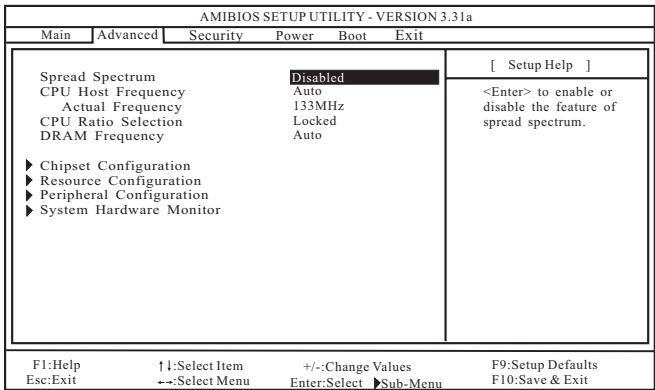 AMIBIOS SETUP UTILITY - VERSION 3.31a
Main Advanced Security Power Boot Exit
[ Setup Help ]
Spread Spectrum Disabled
CPU Host Frequency Auto
Actual Frequency 133MHz
CPU Ratio Selection Locked
DRAM Frequency Auto
Chipset Configuration
Resource Configuration
Peripheral Configuration
System Hardware Monitor
<Enter> to enable or
disable the feature of
spread spectrum.
F1:Help ↑↓:Select Item +/-:Change Values F9:Setup Defaults
Esc:Exit ←→:Select Menu Enter:Select ▶Sub-Menu F10:Save & Exit